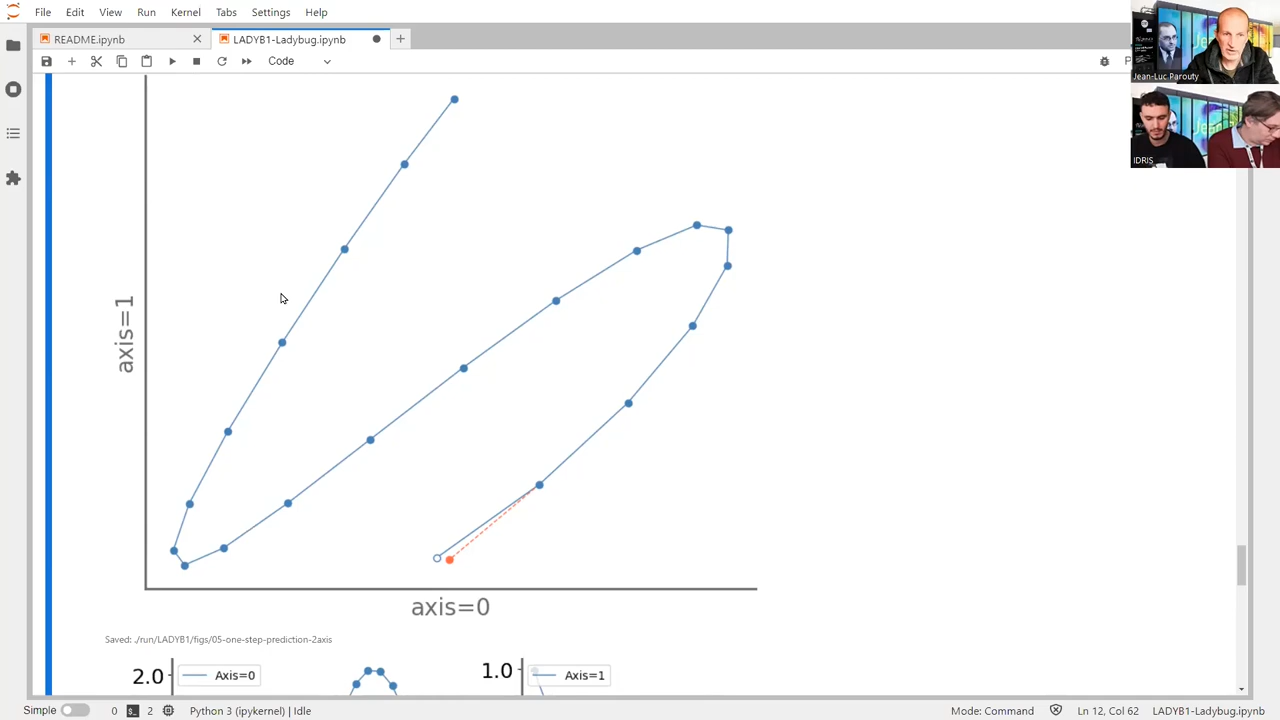 File Edit View Run Kernel Tabs Settings Help
README.ipynb LADYB1-Ladybug.ipynb
Code
Jean-Luc Parouty
IDRIS
axis=1
axis=0
Saved: ./run/LADYB1/figs/05-one-step-prediction-2axis
2.0 Axis=0 1.0 Axis=1
Simple 0 2 Python 3 (ipykernel) | Idle Mode: Command Ln 12, Col 62 LADYB1-Ladybug.ipynb